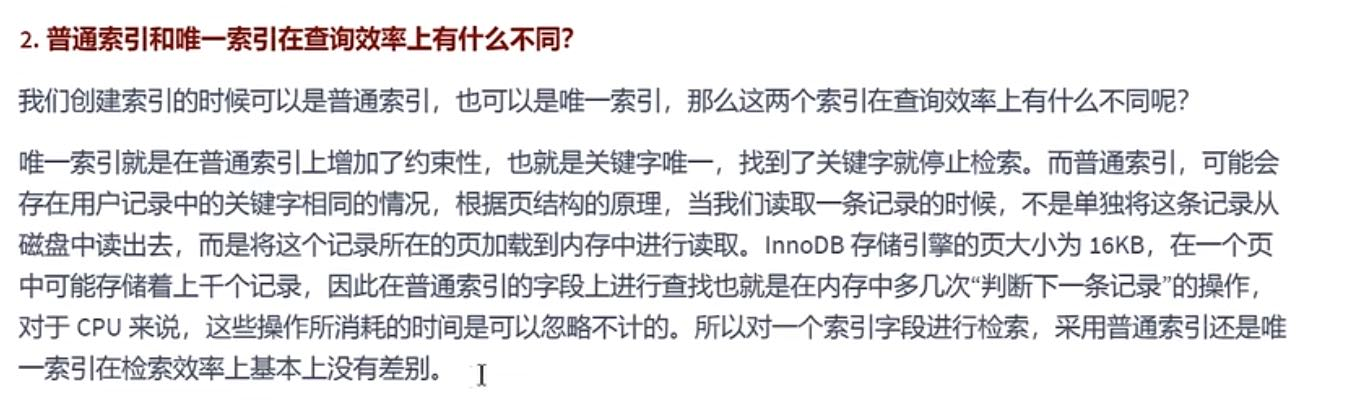 2. 普通索引和唯一索引在查询效率上有什么不同？
我们创建索引的时候可以是普通索引，也可以是唯一索引，那么这两个索引在查询效率上有什么不同呢？
唯一索引就是在普通索引上增加了约束性，也就是关键字唯一，找到了关键字就停止检索。而普通索引，可能会
存在用户记录中的关键字相同的情况，根据页结构的原理，当我们读取一条记录的时候，不是单独将这条记录从
磁盘中读出去，而是将这个记录所在的页加载到内存中进行读取。InnoDB 存储引擎的页大小为 16KB，在一个页
中可能存储着上千个记录，因此在普通索引的字段上进行查找也就是在内存中多几次“判断下一条记录”的操作，
对于 CPU 来说，这些操作所消耗的时间是可以忽略不计的。所以对一个索引字段进行检索，采用普通索引还是唯
一索引在检索效率上基本上没有差别。